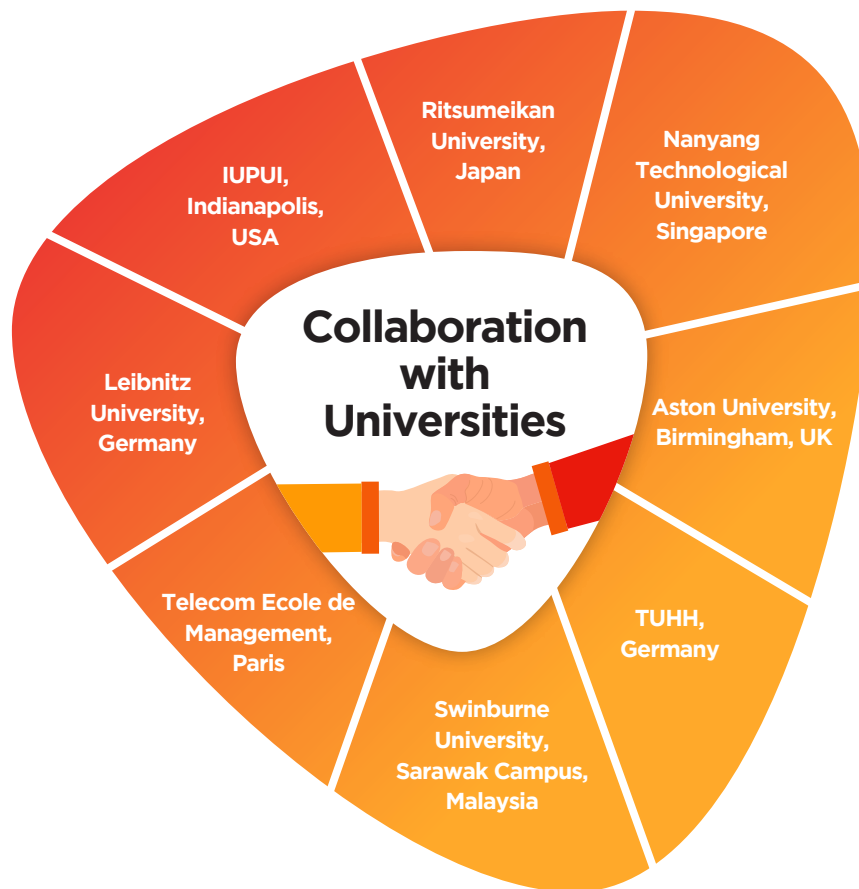 Collaboration
with
Universities
Ritsumeikan
University,
Japan
Nanyang
Technological
University,
Singapore
Aston University,
Birmingham, UK
TUHH,
Germany
Swinburne
University,
Sarawak Campus,
Malaysia
Telecom Ecole de
Management,
Paris
Leibnitz
University,
Germany
IUPUI,
Indianapolis,
USA